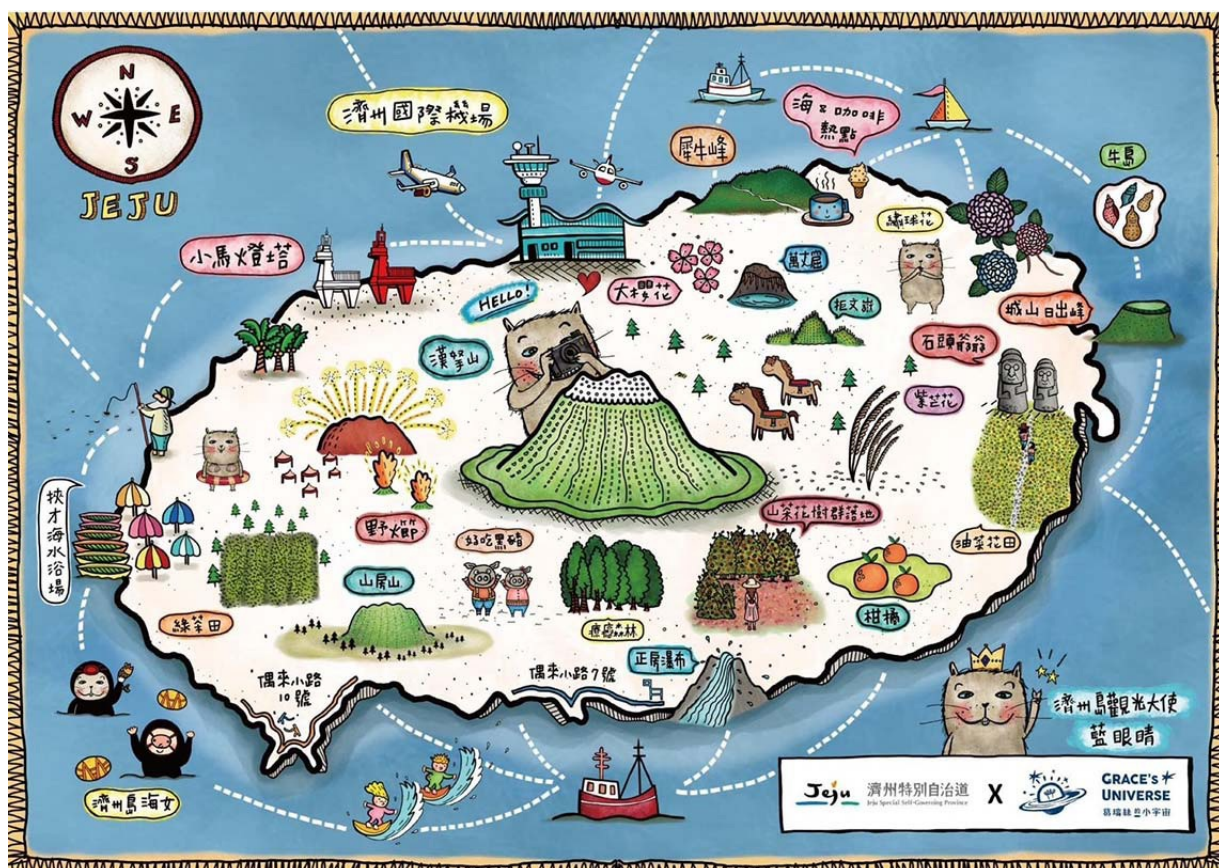 N
W E
S
JEJU
濟州國際機場
犀牛峰
海&咖啡
熱點
牛島
繡球花
小馬燈塔
HELLO!
大櫻花
萬丈窟
拒文岳
城山日出峰
漢拏山
石頭爺爺
紫芒花
挾才海水浴場
野火節
好吃黑豬
山茶花樹群落地
油菜花田
山房山
柑橘
綠茶田
療癒森林
正房瀑布
偶來小路
10號
偶來小路7號
濟州島海女
濟州島觀光大使
藍眼睛
Jeju 濟州特別自治道
Jeju Special Self-Governing Province
X
GRACE's
UNIVERSE
葛瑞絲的小宇宙